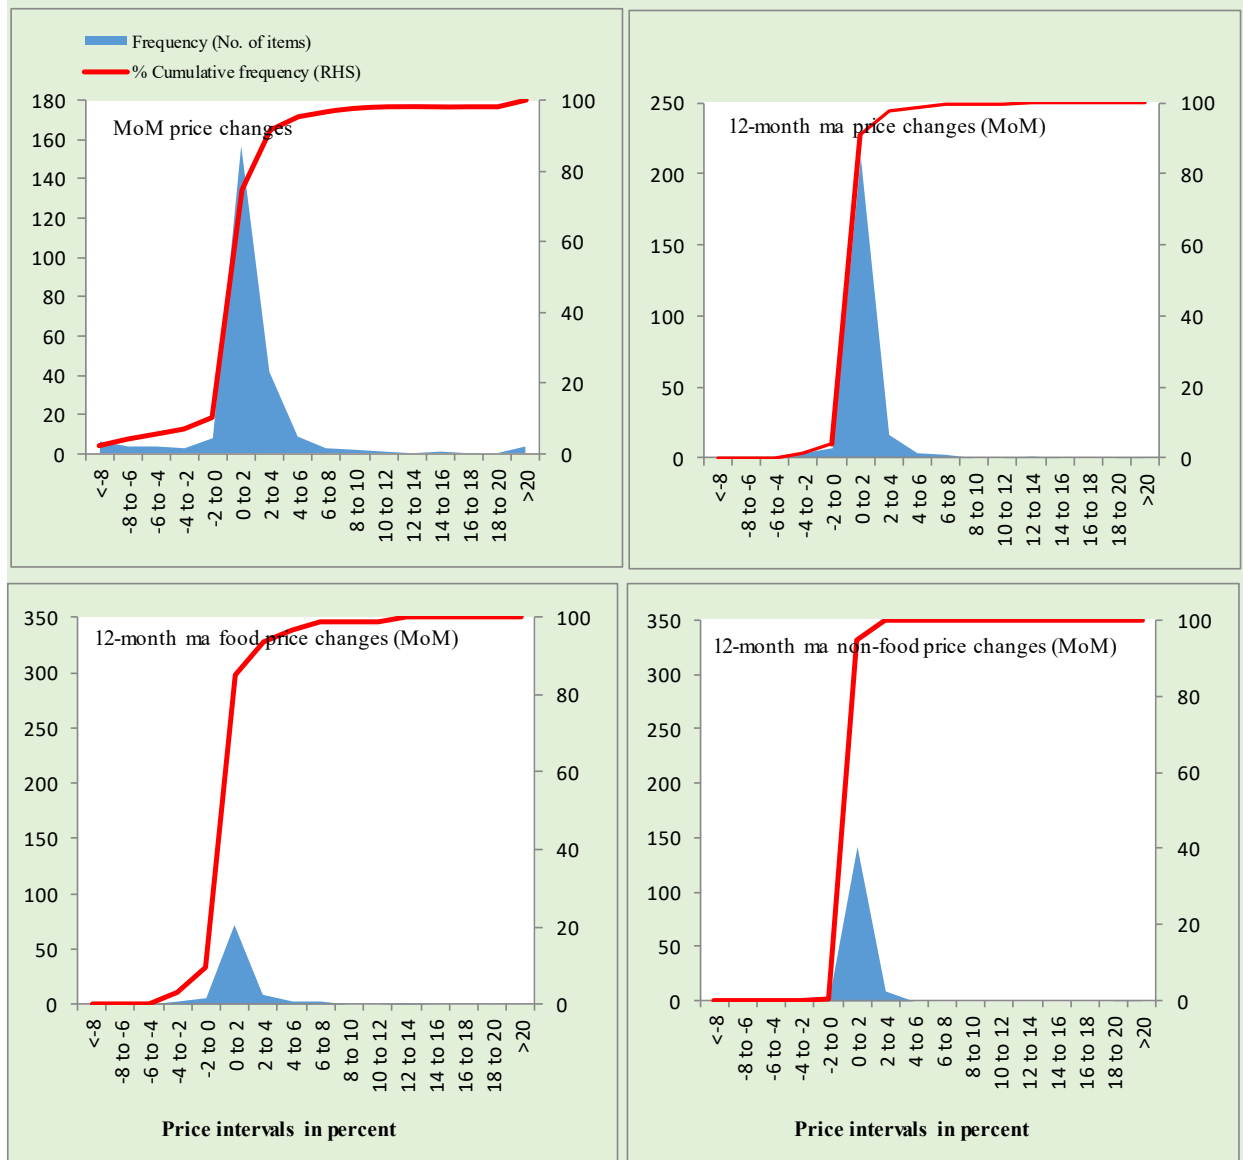 Frequency (No. of items)
% Cumulative frequency (RHS)
MoM price changes
180
160
140
120
100
80
60
40
20
0
100
80
60
40
20
0
<-8
-8 to -6
-6 to -4
-4 to -2
-2 to 0
0 to 2
2 to 4
4 to 6
6 to 8
8 to 10
10 to 12
12 to 14
14 to 16
16 to 18
18 to 20
>20
12-month ma price changes (MoM)
250
200
150
100
50
0
100
80
60
40
20
0
<-8
-8 to -6
-6 to -4
-4 to -2
-2 to 0
0 to 2
2 to 4
4 to 6
6 to 8
8 to 10
10 to 12
12 to 14
14 to 16
16 to 18
18 to 20
>20
12-month ma food price changes (MoM)
350
300
250
200
150
100
50
0
100
80
60
40
20
0
<-8
-8 to -6
-6 to -4
-4 to -2
-2 to 0
0 to 2
2 to 4
4 to 6
6 to 8
8 to 10
10 to 12
12 to 14
14 to 16
16 to 18
18 to 20
>20
Price intervals in percent
12-month ma non-food price changes (MoM)
350
300
250
200
150
100
50
0
100
80
60
40
20
0
<-8
-8 to -6
-6 to -4
-4 to -2
-2 to 0
0 to 2
2 to 4
4 to 6
6 to 8
8 to 10
10 to 12
12 to 14
14 to 16
16 to 18
18 to 20
>20
Price intervals in percent